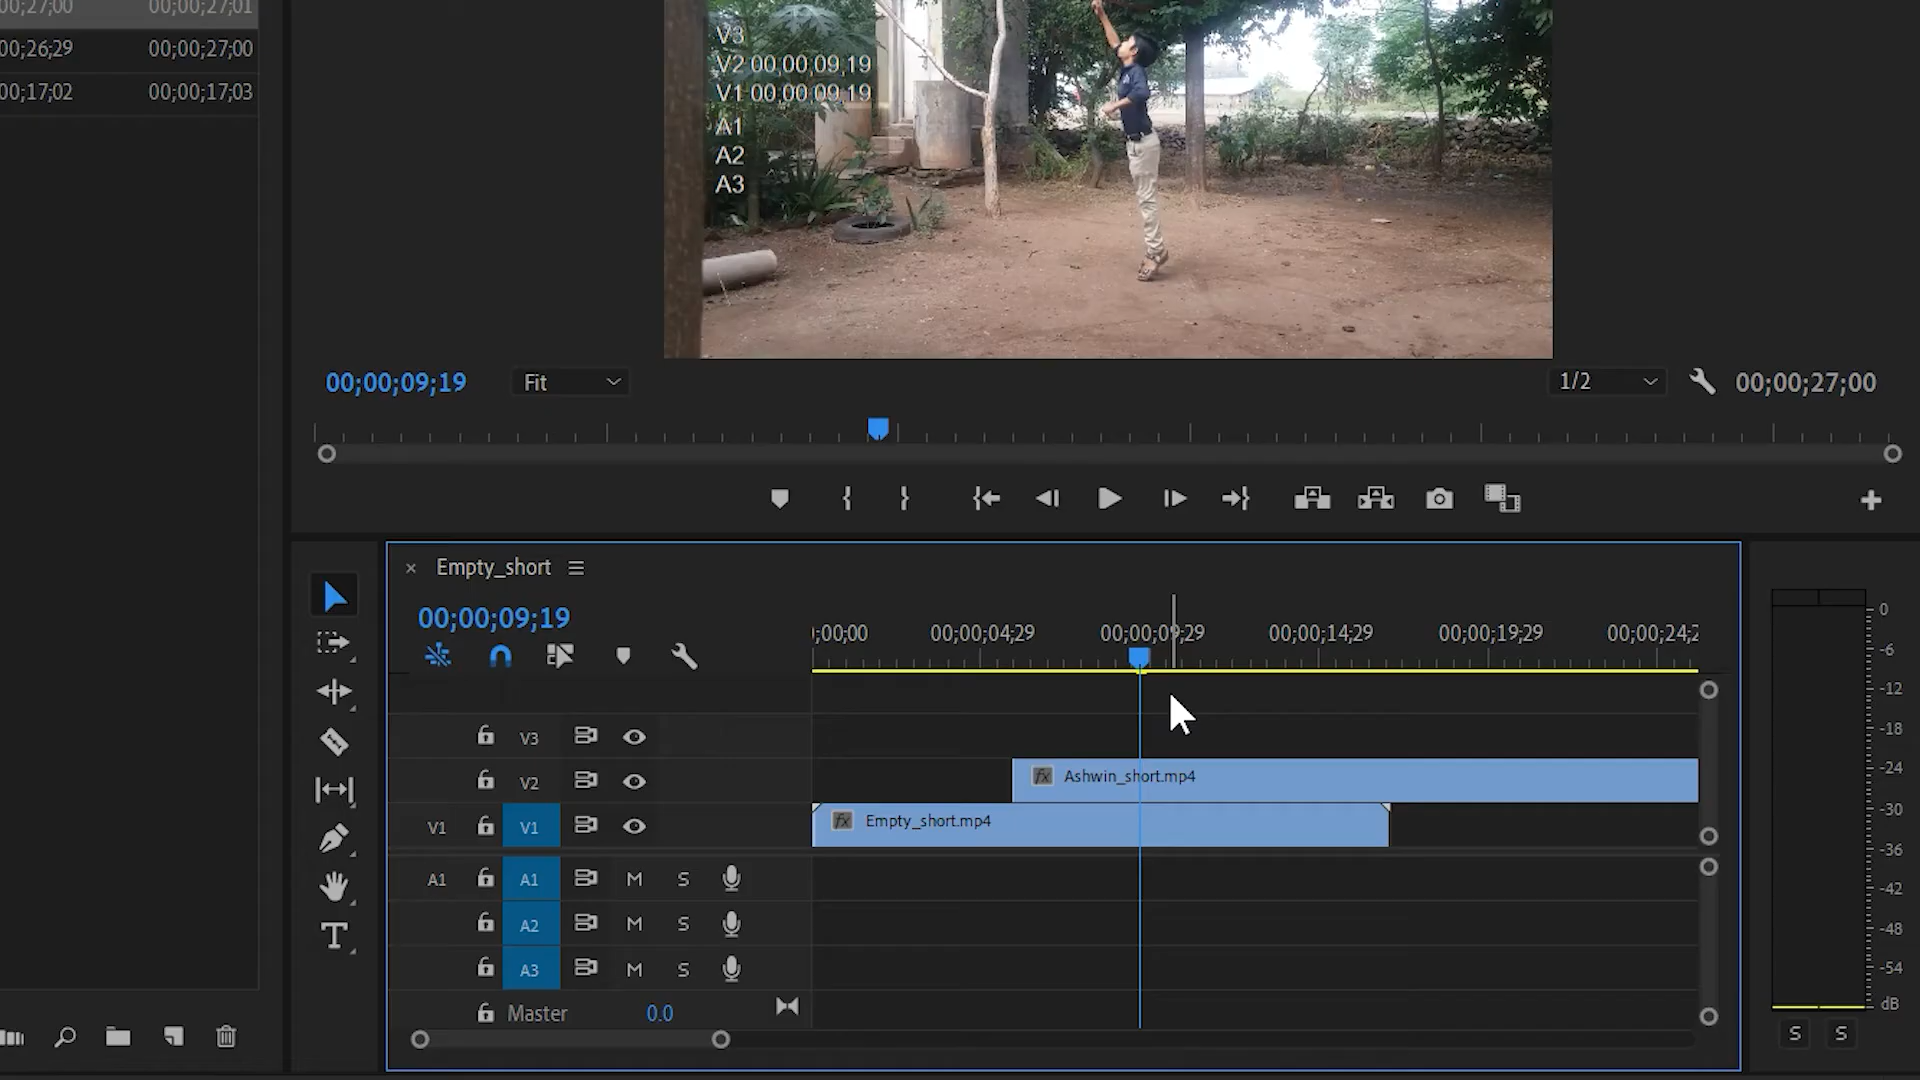 00;27;00 00;00;27;01
00;26;29 00;00;27;00
00;17;02 00;00;17;03
V3
V2 00;00;09;19
V1 00;00;09;19
A1
A2
A3
00;00;09;19 Fit 1/2 00;00;27;00
Empty_short
00;00;09;19
;00;00 00;00;04;29 00;00;09;29 00;00;14;29 00;00;19;29 00;00;24;2
V3
V2 fx Ashwin_short.mp4
V1 V1 fx Empty_short.mp4
A1 A1 M S
A2 M S
A3 M S
Master 0.0
0
-6
-12
-18
-24
-30
-36
-42
-48
-54
dB
S S